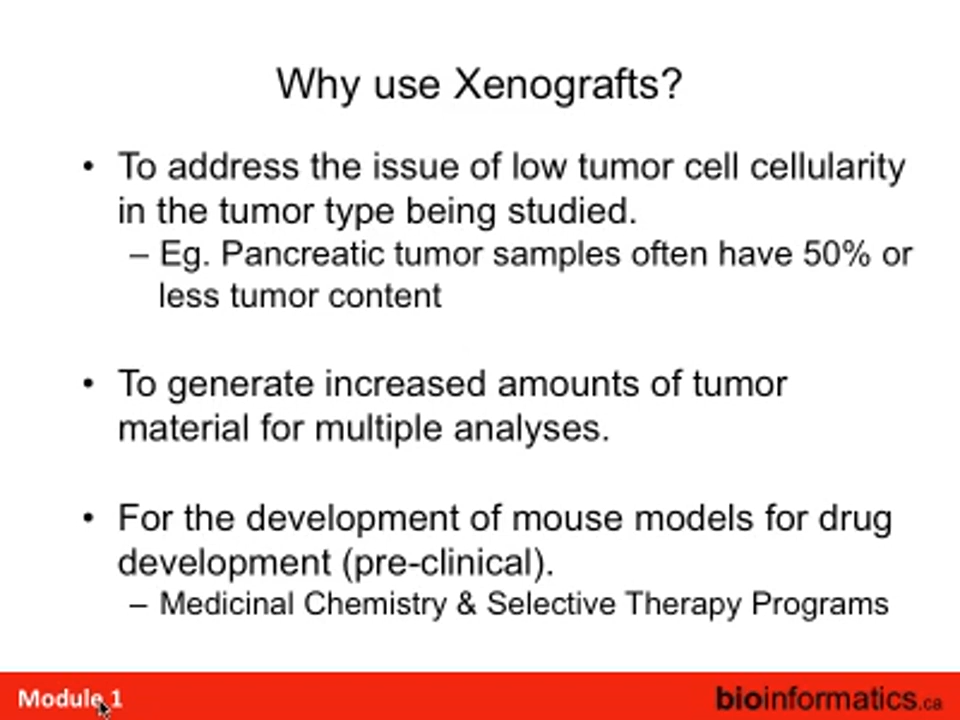 Why use Xenografts?
• To address the issue of low tumor cell cellularity
in the tumor type being studied.
– Eg. Pancreatic tumor samples often have 50% or
less tumor content
• To generate increased amounts of tumor
material for multiple analyses.
• For the development of mouse models for drug
development (pre-clinical).
– Medicinal Chemistry & Selective Therapy Programs
Module 1
bioinformatics.ca